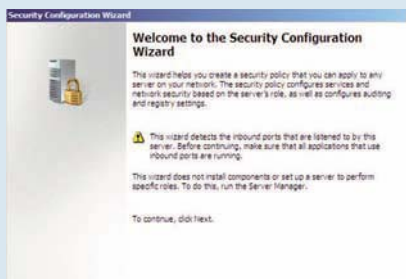 Security Configuration Wizard
Welcome to the Security Configuration
Wizard
This wizard helps you create a security policy that you can apply to any
server on your network. The security policy configures services and
network security based on the server's role, as well as configures auditing
and registry settings.
This wizard detects the inbound ports that are listened to by this
server. Before continuing, make sure that all applications that use
inbound ports are running.
This wizard does not install components or set up a server to perform
specific roles. To do this, run the Server Manager.
To continue, click Next.